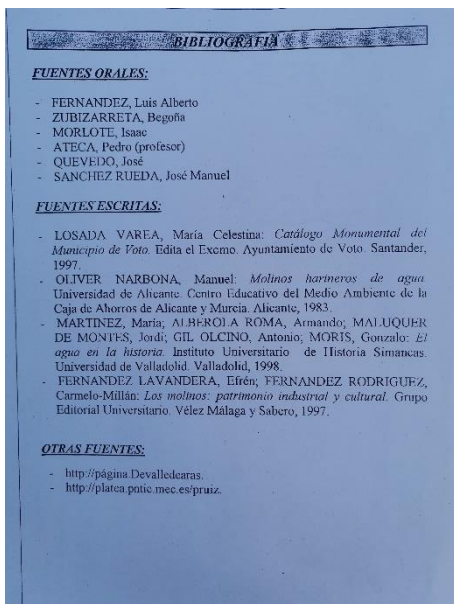 BIBLIOGRAFIA
FUENTES ORALES:
- FERNANDEZ, Luis Alberto
- ZUBIZARRETA, Begoña
- MORLOTE, Isaac
- ATECA, Pedro (profesor)
- QUEVEDO, José
- SANCHEZ RUEDA, José Manuel
FUENTES ESCRITAS:
- LOSADA VAREA, María Celestina: Catálogo Monumental del
Municipio de Voto. Edita el Excmo. Ayuntamiento de Voto. Santander,
1997.
- OLIVER NARBONA, Manuel: Molinos harineros de agua.
Universidad de Alicante. Centro Educativo del Medio Ambiente de la
Caja de Ahorros de Alicante y Murcia. Alicante, 1983.
- MARTINEZ, María; ALBEROLA ROMA, Armando; MALUQUER
DE MONTES, Jordi; GIL OLCINO, Antonio; MORIS, Gonzalo: El
agua en la historia. Instituto Universitario de Historia Simancas.
Universidad de Valladolid. Valladolid, 1998.
- FERNANDEZ LAVANDERA, Efrén; FERNANDEZ RODRIGUEZ,
Carmelo-Millán: Los molinos: patrimonio industrial y cultural. Grupo
Editorial Universitario. Vélez Málaga y Sabero, 1997.
OTRAS FUENTES:
- http://página.Devalledearas.
- http://platea.pntic.mec.es/pruiz.